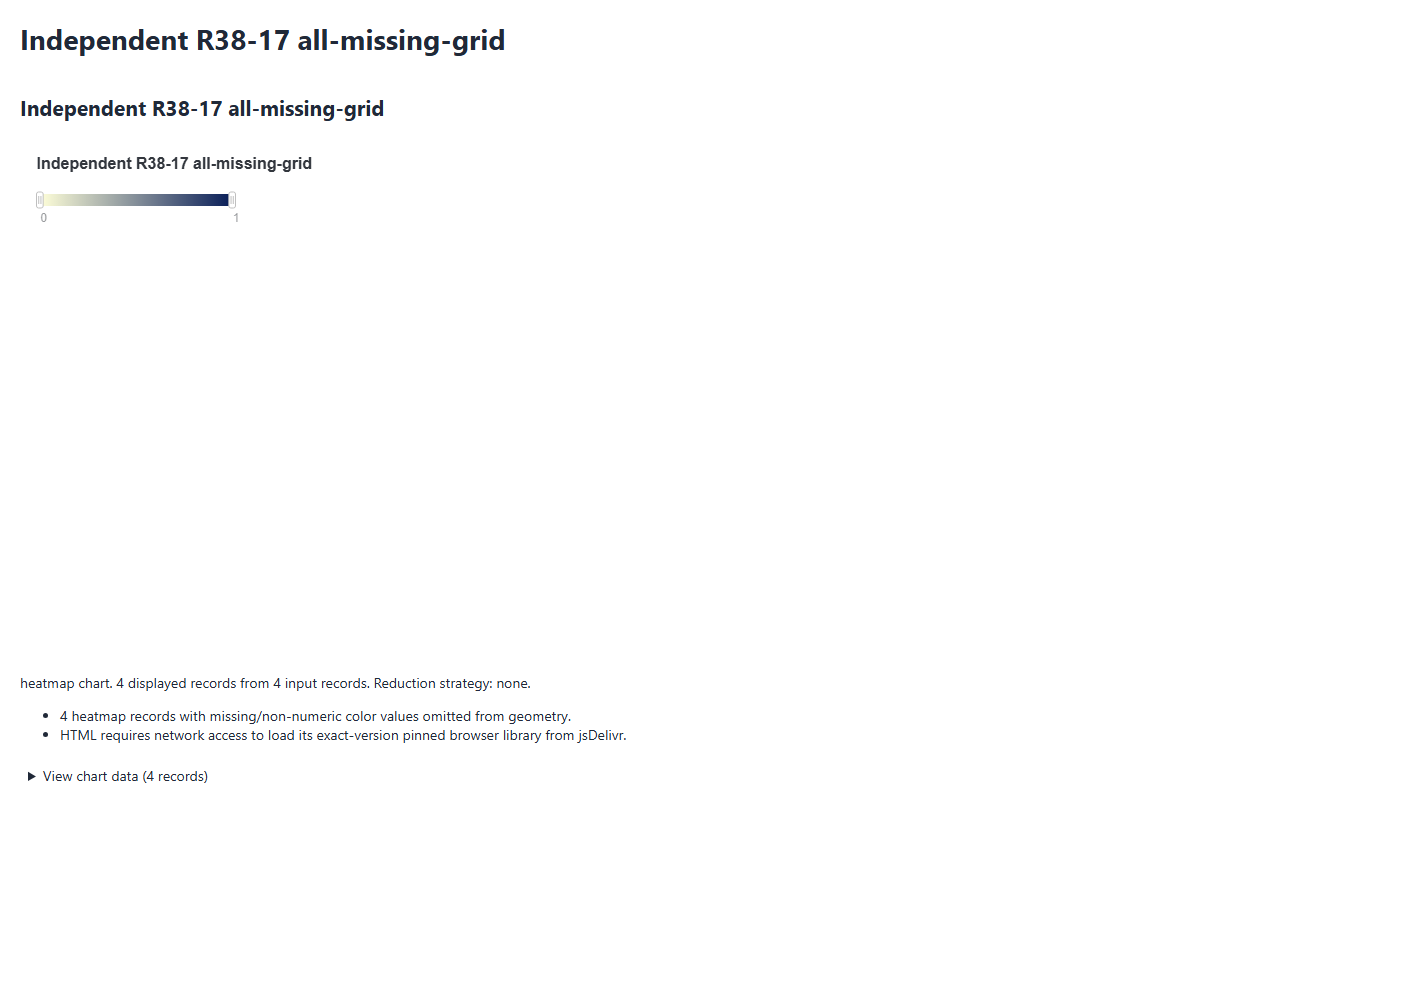 Independent R38-17 all-missing-grid
Independent R38-17 all-missing-grid
Independent R38-17 all-missing-grid
0 1
heatmap chart. 4 displayed records from 4 input records. Reduction strategy: none.
4 heatmap records with missing/non-numeric color values omitted from geometry.
HTML requires network access to load its exact-version pinned browser library from jsDelivr.
View chart data (4 records)